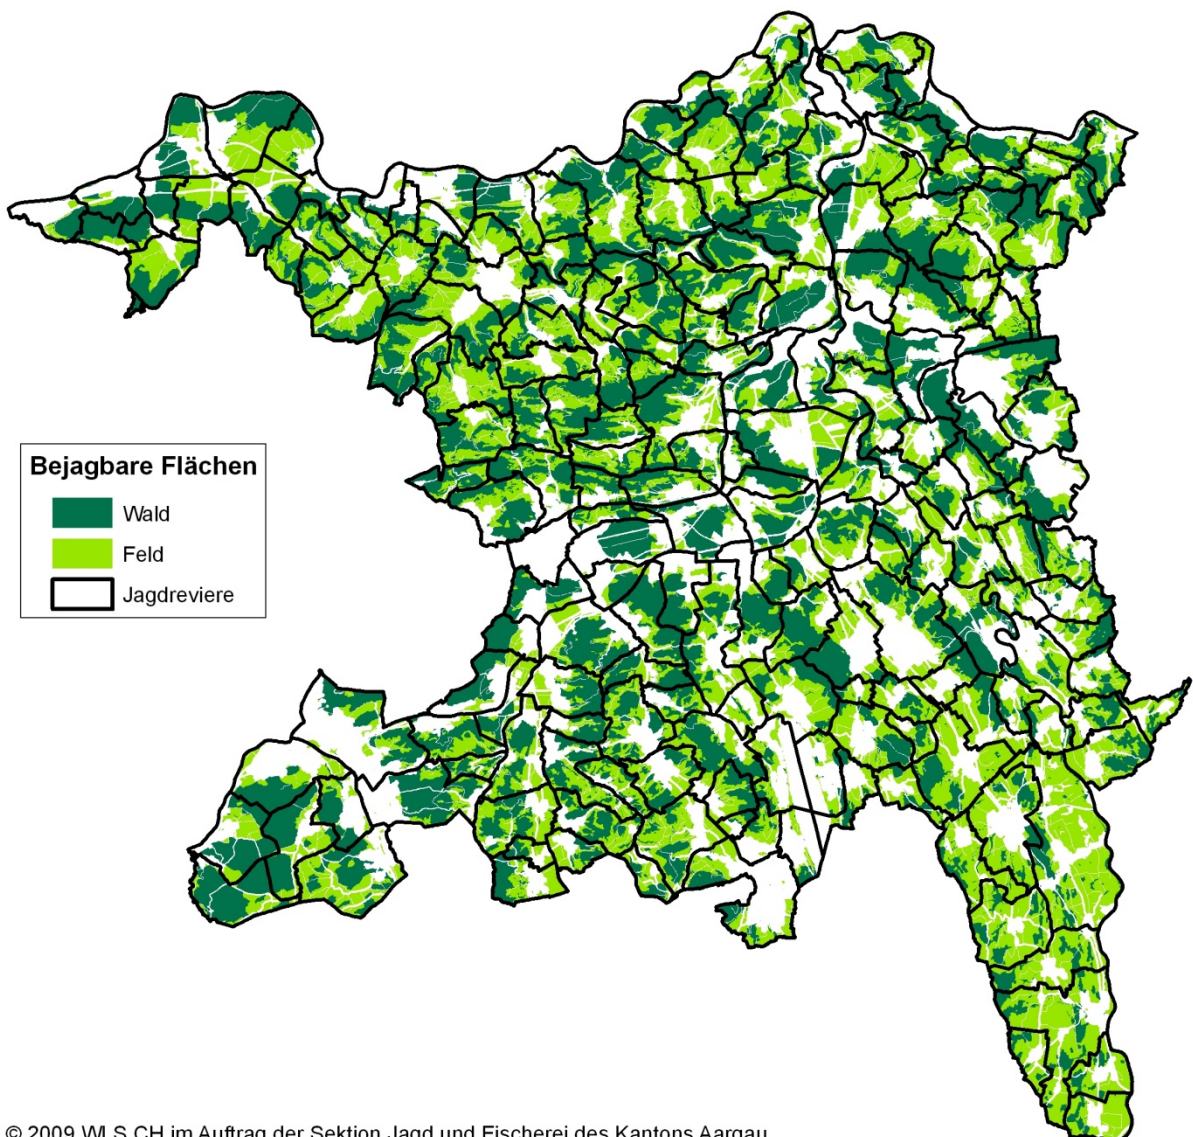 Bejagbare Flächen
Wald
Feld
Jagdreviere
© 2009 WLS.CH im Auftrag der Sektion Jagd und Fischerei des Kantons Aargau